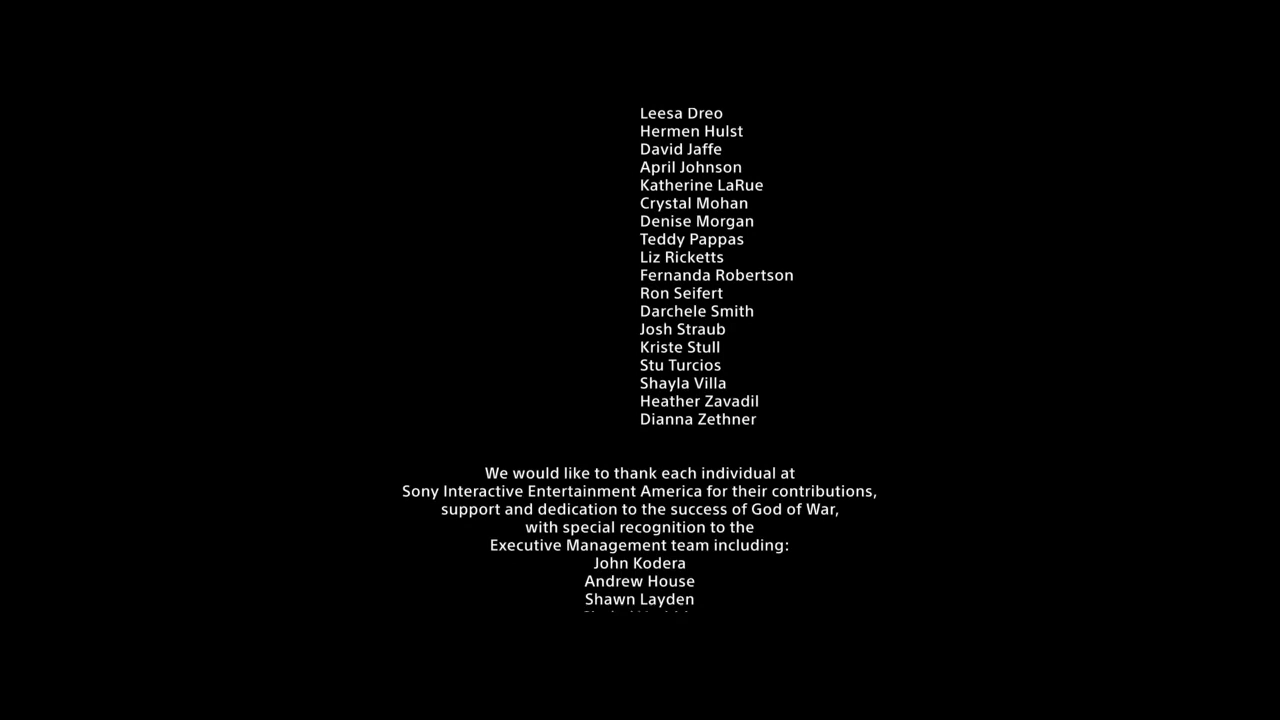 Leesa Dreo
Hermen Hulst
David Jaffe
April Johnson
Katherine LaRue
Crystal Mohan
Denise Morgan
Teddy Pappas
Liz Ricketts
Fernanda Robertson
Ron Seifert
Darchele Smith
Josh Straub
Kriste Stull
Stu Turcios
Shayla Villa
Heather Zavadil
Dianna Zethner
We would like to thank each individual at
Sony Interactive Entertainment America for their contributions,
support and dedication to the success of God of War,
with special recognition to the
Executive Management team including:
John Kodera
Andrew House
Shawn Layden